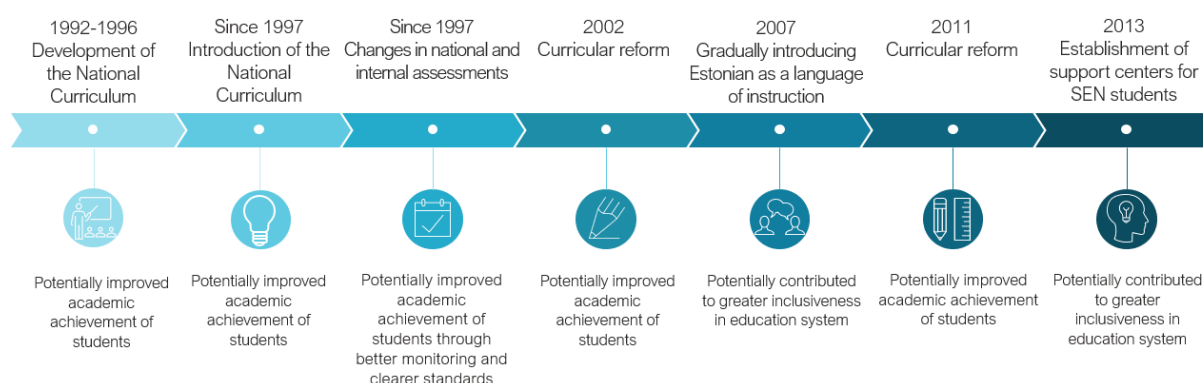 1992-1996
Development of
the National
Curriculum
Since 1997
Introduction of the
National
Curriculum
Since 1997
Changes in national and
internal assessments
2002
Curricular reform
2007
Gradually introducing
Estonian as a language
of instruction
2011
Curricular reform
2013
Establishment of
support centers for
SEN students
Potentially improved
academic
achievement of
students
Potentially improved
academic
achievement of
students
Potentially improved
academic
achievement of
students through
better monitoring and
clearer standards
Potentially improved
academic
achievement of students
Potentially contributed
to greater inclusiveness
in education system
Potentially improved
academic achievement
of students
Potentially contributed
to greater
inclusiveness in
education system